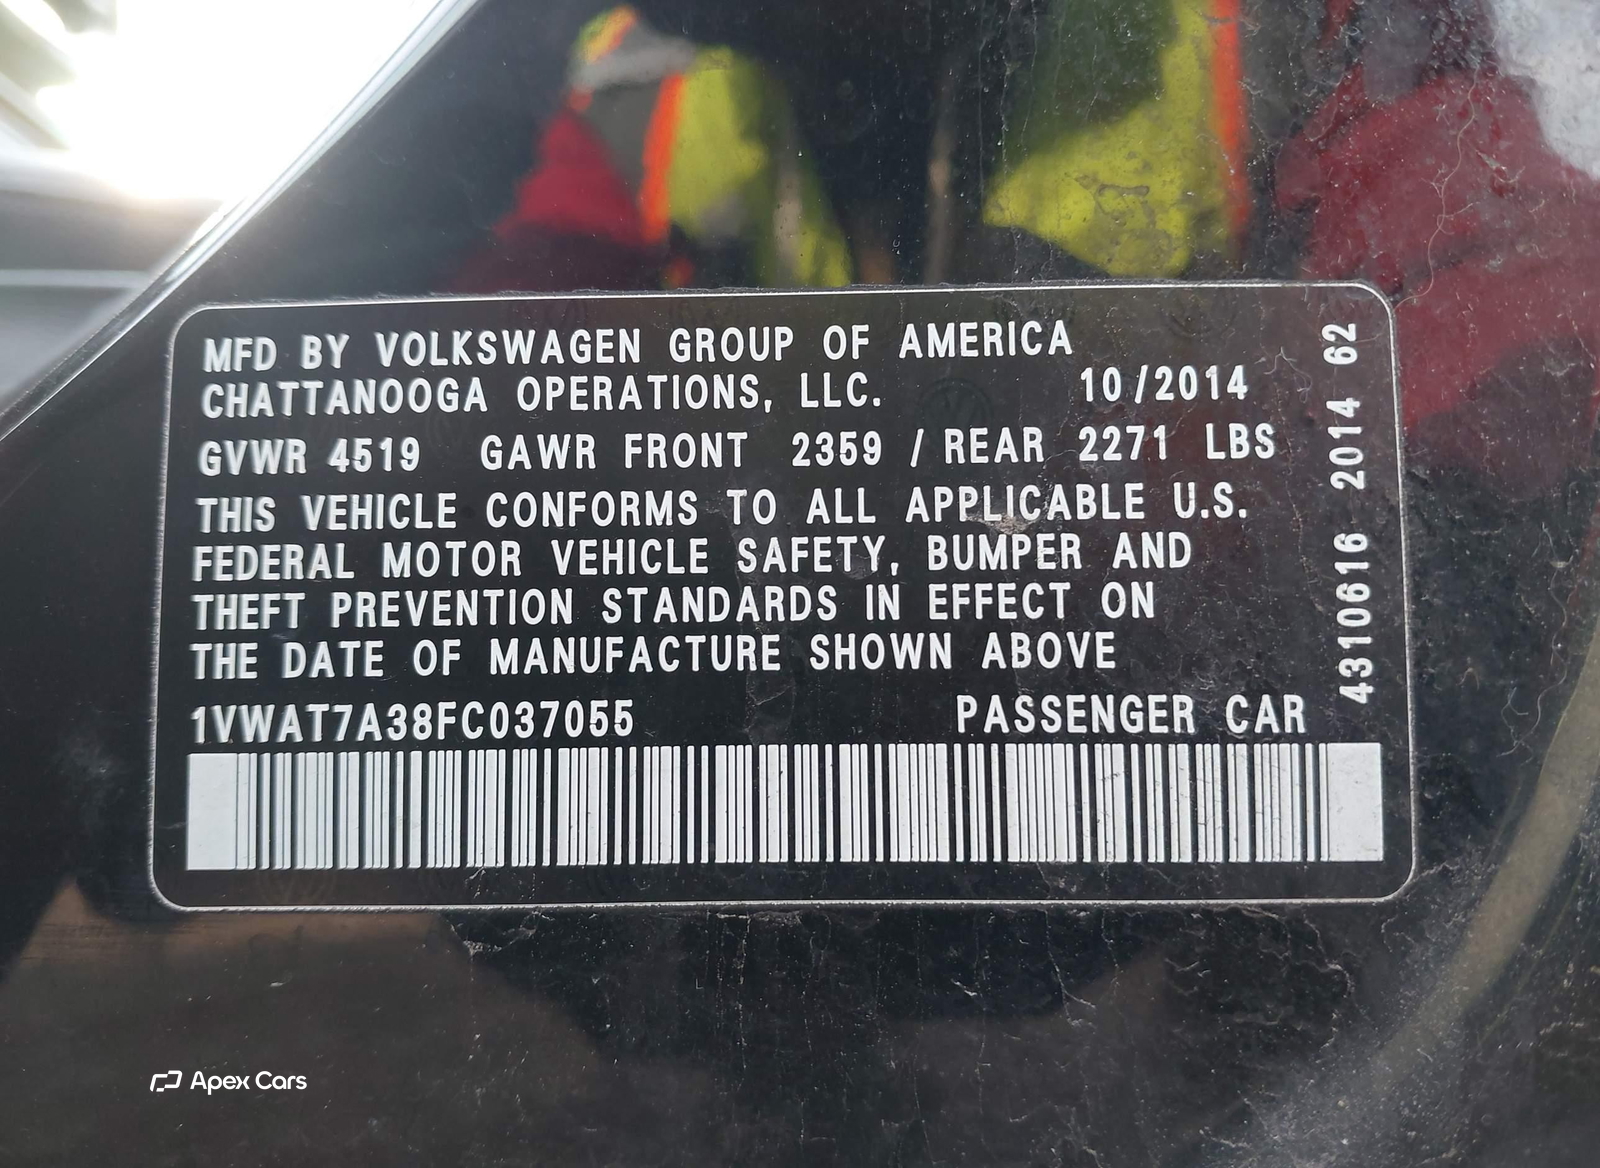 MFD BY VOLKSWAGEN GROUP OF AMERICA
CHATTANOOGA OPERATIONS, LLC. 10/2014
GVWR 4519 GAWR FRONT 2359 / REAR 2271 LBS
THIS VEHICLE CONFORMS TO ALL APPLICABLE U.S.
FEDERAL MOTOR VEHICLE SAFETY, BUMPER AND
THEFT PREVENTION STANDARDS IN EFFECT ON
THE DATE OF MANUFACTURE SHOWN ABOVE
1VWAT7A38FC037055 PASSENGER CAR
4310616 2014 62
Apex Cars